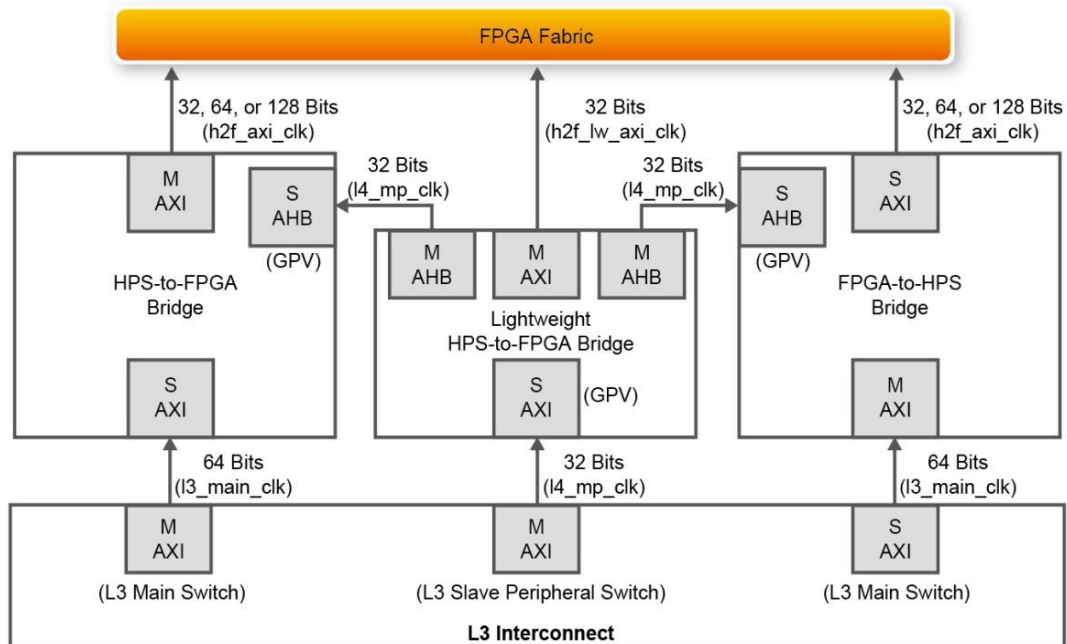 FPGA Fabric
32, 64, or 128 Bits
(h2f_axi_clk)
32 Bits
(h2f_lw_axi_clk)
32, 64, or 128 Bits
(h2f_axi_clk)
M
AXI
S
AHB
(GPV)
32 Bits
(l4_mp_clk)
HPS-to-FPGA
Bridge
S
AXI
M
AHB
M
AXI
M
AHB
Lightweight
HPS-to-FPGA Bridge
S
AXI
(GPV)
32 Bits
(l4_mp_clk)
S
AHB
(GPV)
S
AXI
FPGA-to-HPS
Bridge
M
AXI
64 Bits
(l3_main_clk)
32 Bits
(l4_mp_clk)
64 Bits
(l3_main_clk)
M
AXI
(L3 Main Switch)
M
AXI
(L3 Slave Peripheral Switch)
S
AXI
(L3 Main Switch)
L3 Interconnect